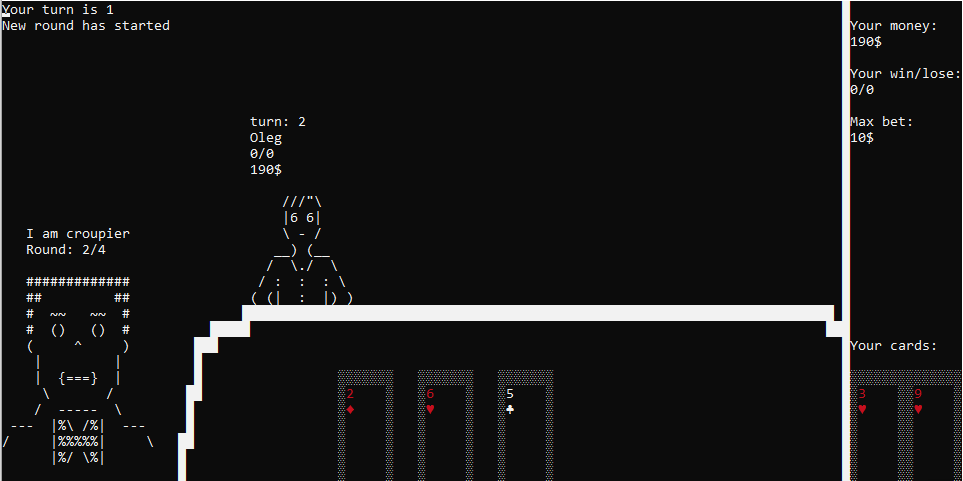 Your turn is 1
New round has started
Your money:
190$
Your win/lose:
0/0
Max bet:
10$
turn: 2
Oleg
0/0
190$
I am croupier
Round: 2/4
Your cards:
2
♦
6
♥
5
♣
3
♥
9
♥